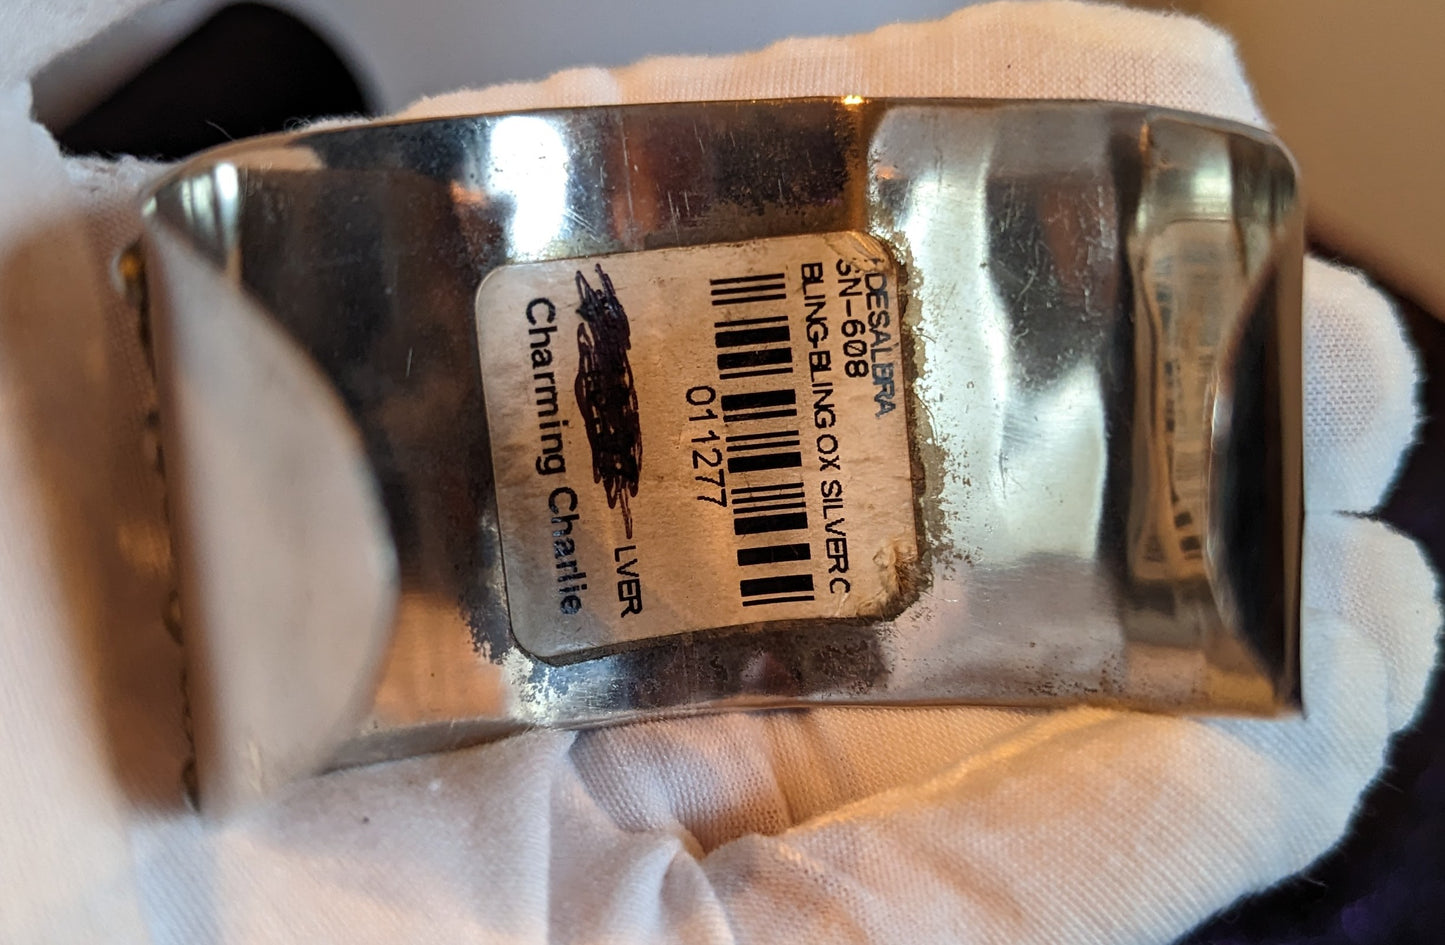 DESALBRA
SN-608
BLING-BLING OX SILVER C
011277
LVER
Charming Charlie